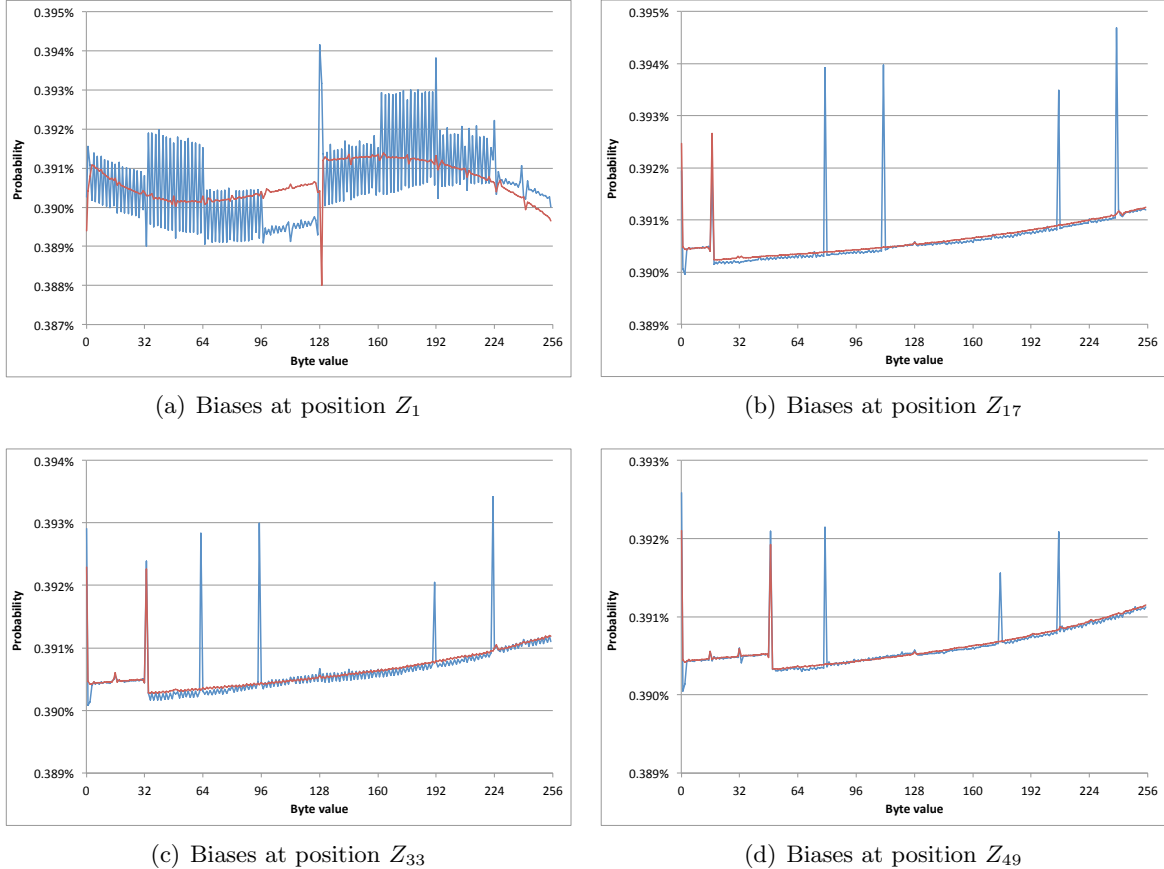 0.395%
0.394%
0.393%
0.392%
0.391%
0.390%
0.389%
0.388%
0.387%
Probability
0 32 64 96 128 160 192 224 256
Byte value
(a) Biases at position Z1
0.395%
0.394%
0.393%
0.392%
0.391%
0.390%
0.389%
Probability
0 32 64 96 128 160 192 224 256
Byte value
(b) Biases at position Z17
0.394%
0.393%
0.392%
0.391%
0.390%
0.389%
Probability
0 32 64 96 128 160 192 224 256
Byte value
(c) Biases at position Z33
0.393%
0.392%
0.391%
0.390%
0.389%
Probability
0 32 64 96 128 160 192 224 256
Byte value
(d) Biases at position Z49